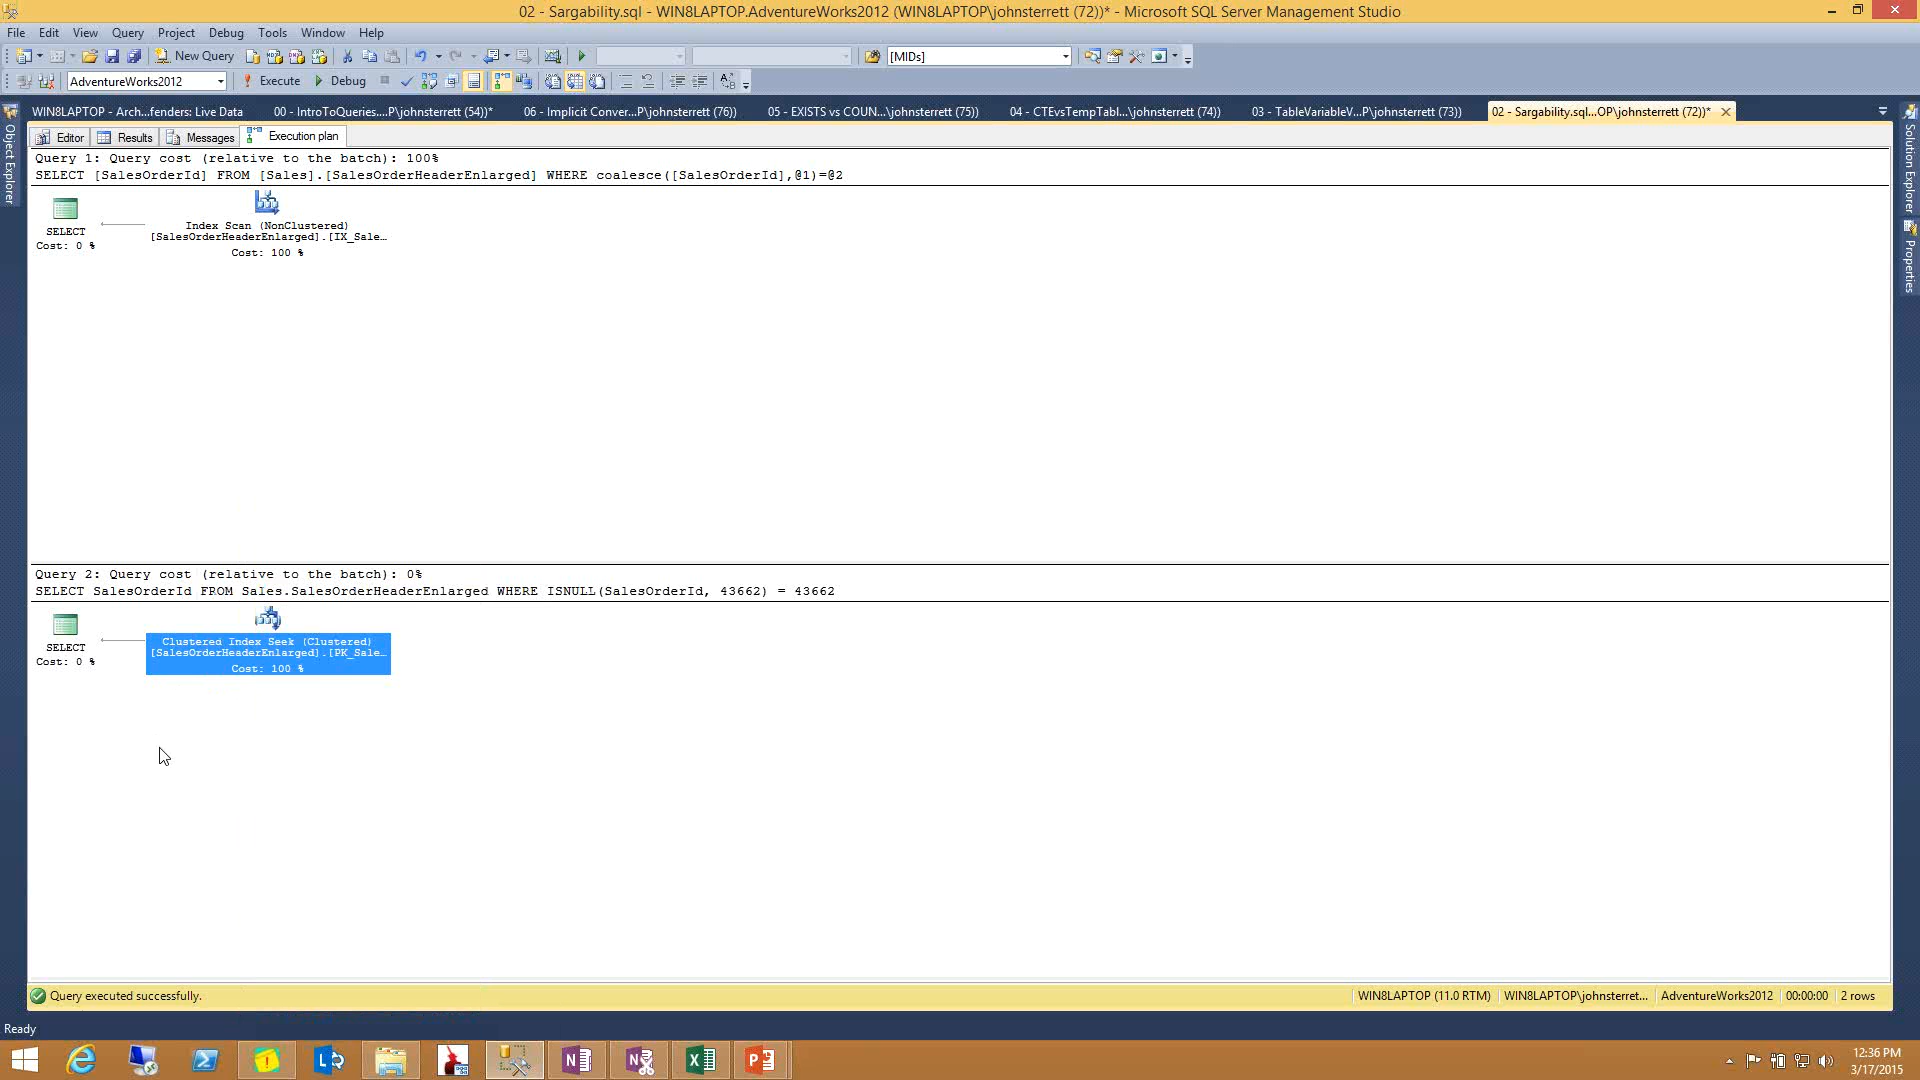 02 - Sargability.sql - WIN8LAPTOP.AdventureWorks2012 (WIN8LAPTOP\johnsterrett (72))* - Microsoft SQL Server Management Studio
File Edit View Query Project Debug Tools Window Help
New Query [MIDs]
AdventureWorks2012 Execute Debug
WIN8LAPTOP - Arch...fenders: Live Data 00 - IntroToQueries....P\johnsterrett (54))* 06 - Implicit Conver...P\johnsterrett (76)) 05 - EXISTS vs COUN...\johnsterrett (75)) 04 - CTEvsTempTabl...\johnsterrett (74)) 03 - TableVariableV...P\johnsterrett (73)) 02 - Sargability.sql...OP\johnsterrett (72))*
Object Explorer
Solution Explorer
Properties
Editor Results Messages Execution plan
Query 1: Query cost (relative to the batch): 100%
SELECT [SalesOrderId] FROM [Sales].[SalesOrderHeaderEnlarged] WHERE coalesce([SalesOrderId],@1)=@2
SELECT
Cost: 0 %
Index Scan (NonClustered)
[SalesOrderHeaderEnlarged].[IX_Sale…
Cost: 100 %
Query 2: Query cost (relative to the batch): 0%
SELECT SalesOrderId FROM Sales.SalesOrderHeaderEnlarged WHERE ISNULL(SalesOrderId, 43662) = 43662
SELECT
Cost: 0 %
Clustered Index Seek (Clustered)
[SalesOrderHeaderEnlarged].[PK_Sale…
Cost: 100 %
Query executed successfully. WIN8LAPTOP (11.0 RTM) WIN8LAPTOP\johnsterret... AdventureWorks2012 00:00:00 2 rows
Ready
12:36 PM
3/17/2015